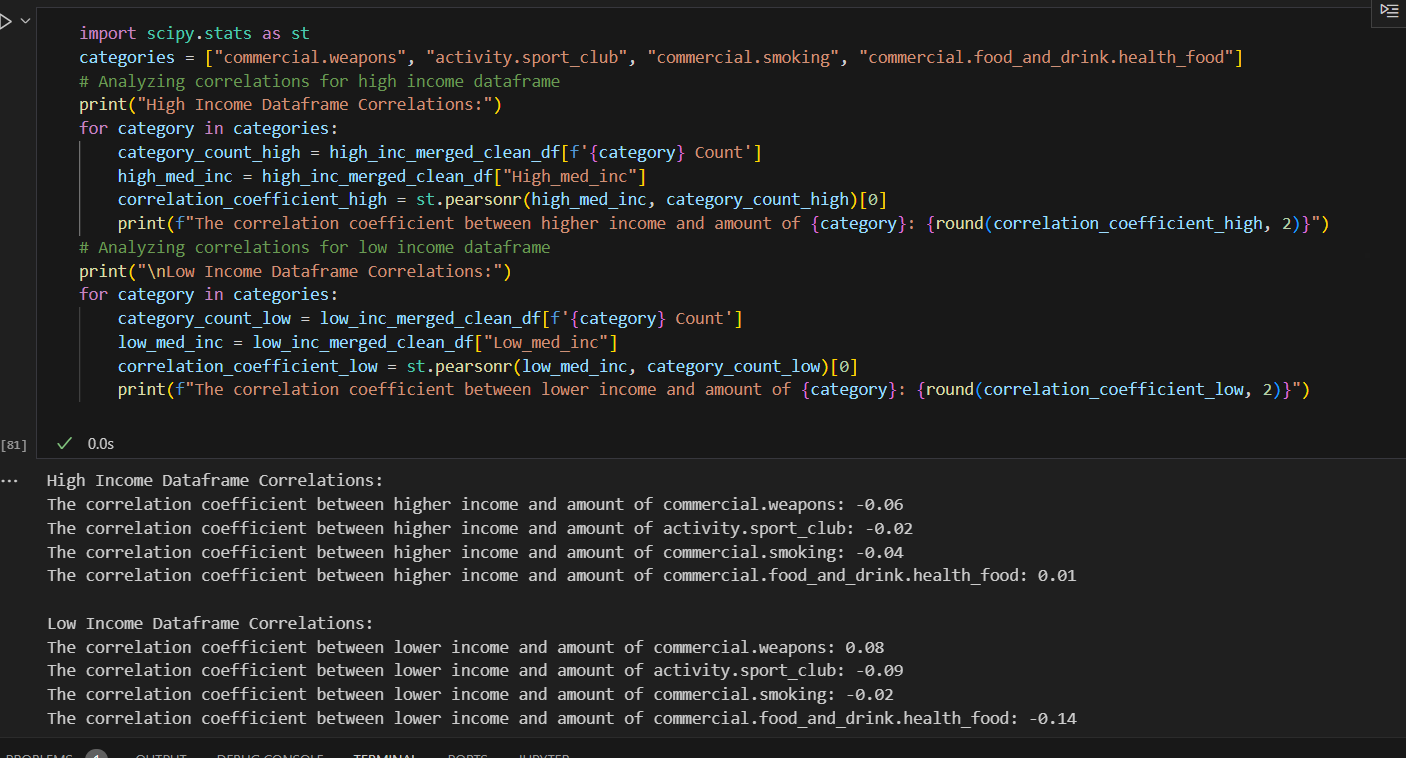 import scipy.stats as st
categories = ["commercial.weapons", "activity.sport_club", "commercial.smoking", "commercial.food_and_drink.health_food"]
# Analyzing correlations for high income dataframe
print("High Income Dataframe Correlations:")
for category in categories:
    category_count_high = high_inc_merged_clean_df[f'{category} Count']
    high_med_inc = high_inc_merged_clean_df["High_med_inc"]
    correlation_coefficient_high = st.pearsonr(high_med_inc, category_count_high)[0]
    print(f"The correlation coefficient between higher income and amount of {category}: {round(correlation_coefficient_high, 2)}")
# Analyzing correlations for low income dataframe
print("\nLow Income Dataframe Correlations:")
for category in categories:
    category_count_low = low_inc_merged_clean_df[f'{category} Count']
    low_med_inc = low_inc_merged_clean_df["Low_med_inc"]
    correlation_coefficient_low = st.pearsonr(low_med_inc, category_count_low)[0]
    print(f"The correlation coefficient between lower income and amount of {category}: {round(correlation_coefficient_low, 2)}")
[81]
0.0s
High Income Dataframe Correlations:
The correlation coefficient between higher income and amount of commercial.weapons: -0.06
The correlation coefficient between higher income and amount of activity.sport_club: -0.02
The correlation coefficient between higher income and amount of commercial.smoking: -0.04
The correlation coefficient between higher income and amount of commercial.food_and_drink.health_food: 0.01
Low Income Dataframe Correlations:
The correlation coefficient between lower income and amount of commercial.weapons: 0.08
The correlation coefficient between lower income and amount of activity.sport_club: -0.09
The correlation coefficient between lower income and amount of commercial.smoking: -0.02
The correlation coefficient between lower income and amount of commercial.food_and_drink.health_food: -0.14
PROBLEMS 1 OUTPUT DEBUG CONSOLE TERMINAL PORTS JUPYTER